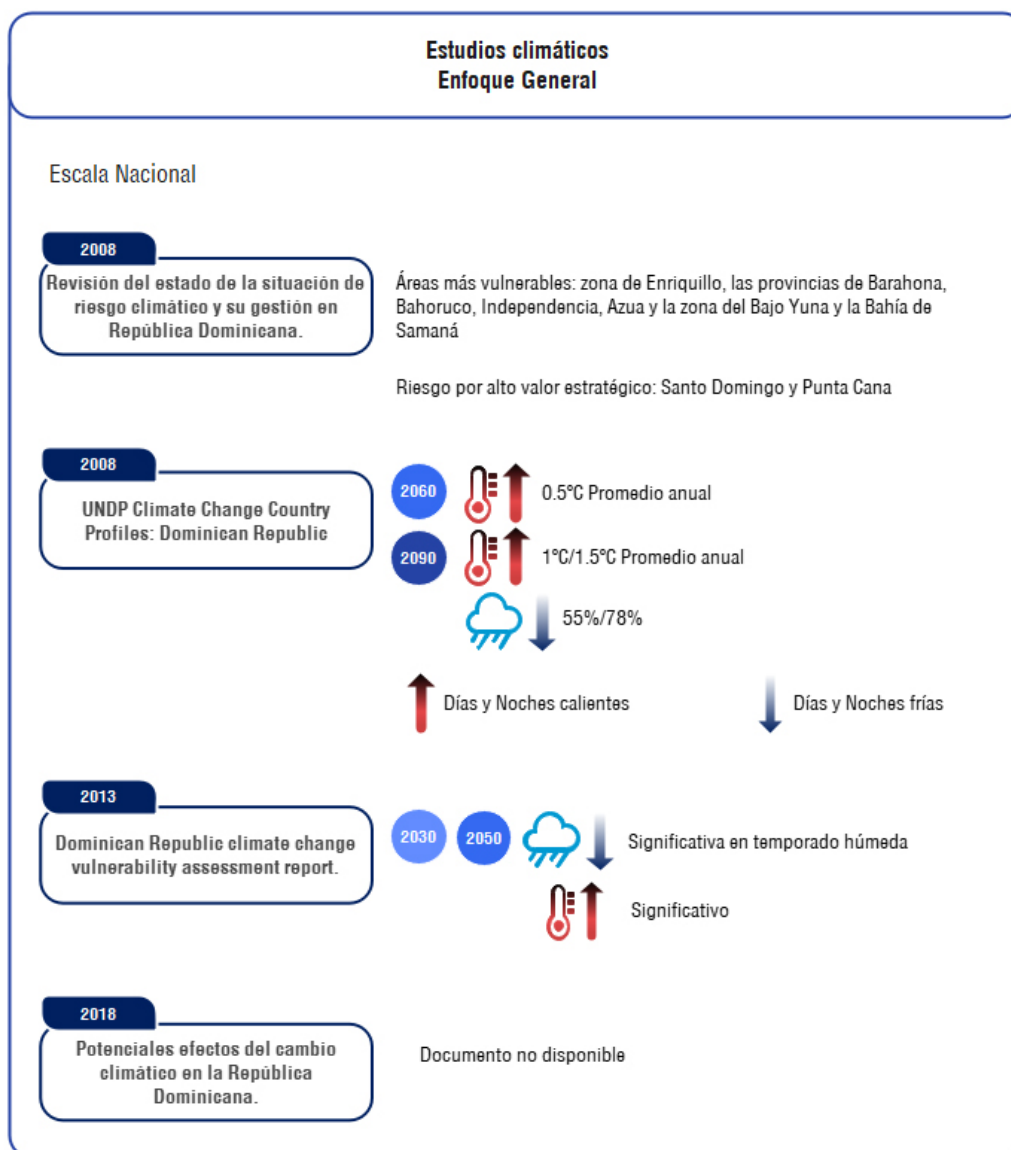 Estudios climáticos
Enfoque General
Escala Nacional
2008
Revisión del estado de la situación de
riesgo climático y su gestión en
República Dominicana.
Áreas más vulnerables: zona de Enriquillo, las provincias de Barahona,
Bahoruco, Independencia, Azua y la zona del Bajo Yuna y la Bahía de
Samaná
Riesgo por alto valor estratégico: Santo Domingo y Punta Cana
2008
UNDP Climate Change Country
Profiles: Dominican Republic
2060
0.5ºC Promedio anual
2090
1ºC/1.5ºC Promedio anual
55%/78%
Días y Noches calientes
Días y Noches frías
2013
Dominican Republic climate change
vulnerability assessment report.
2030
2050
Significativa en temporado húmeda
Significativo
2018
Potenciales efectos del cambio
climático en la República
Dominicana.
Documento no disponible